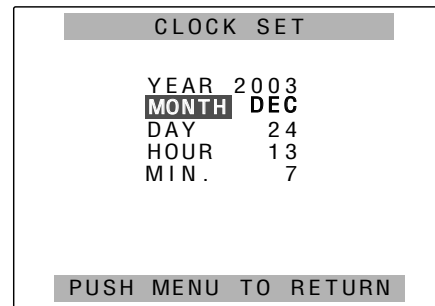 CLOCK SET
YEAR 2003
MONTH DEC
DAY 24
HOUR 13
MIN. 7
PUSH MENU TO RETURN